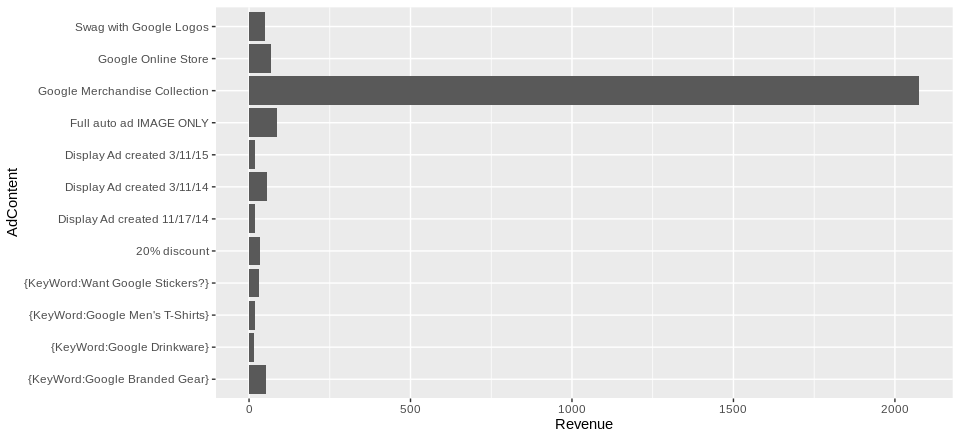 Swag with Google Logos
Google Online Store
Google Merchandise Collection
Full auto ad IMAGE ONLY
Display Ad created 3/11/15
Display Ad created 3/11/14
Display Ad created 11/17/14
20% discount
{KeyWord:Want Google Stickers?}
{KeyWord:Google Men's T-Shirts}
{KeyWord:Google Drinkware}
{KeyWord:Google Branded Gear}
AdContent
0 500 1000 1500 2000
Revenue